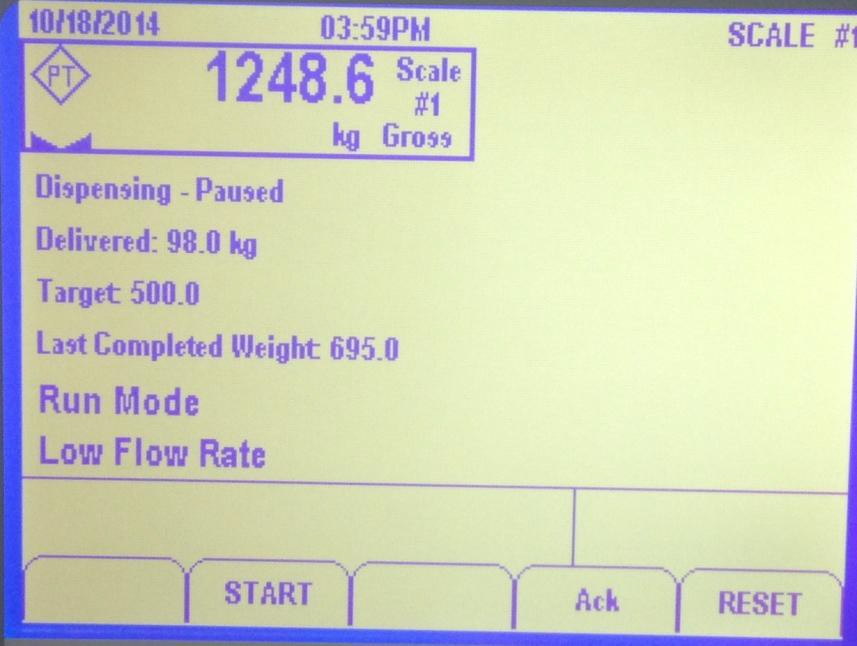 10/18/2014 03:59PM SCALE #1
PT 1248.6 Scale
#1
kg Gross
Dispensing - Paused
Delivered: 98.0 kg
Target: 500.0
Last Completed Weight: 695.0
Run Mode
Low Flow Rate
START Ack RESET